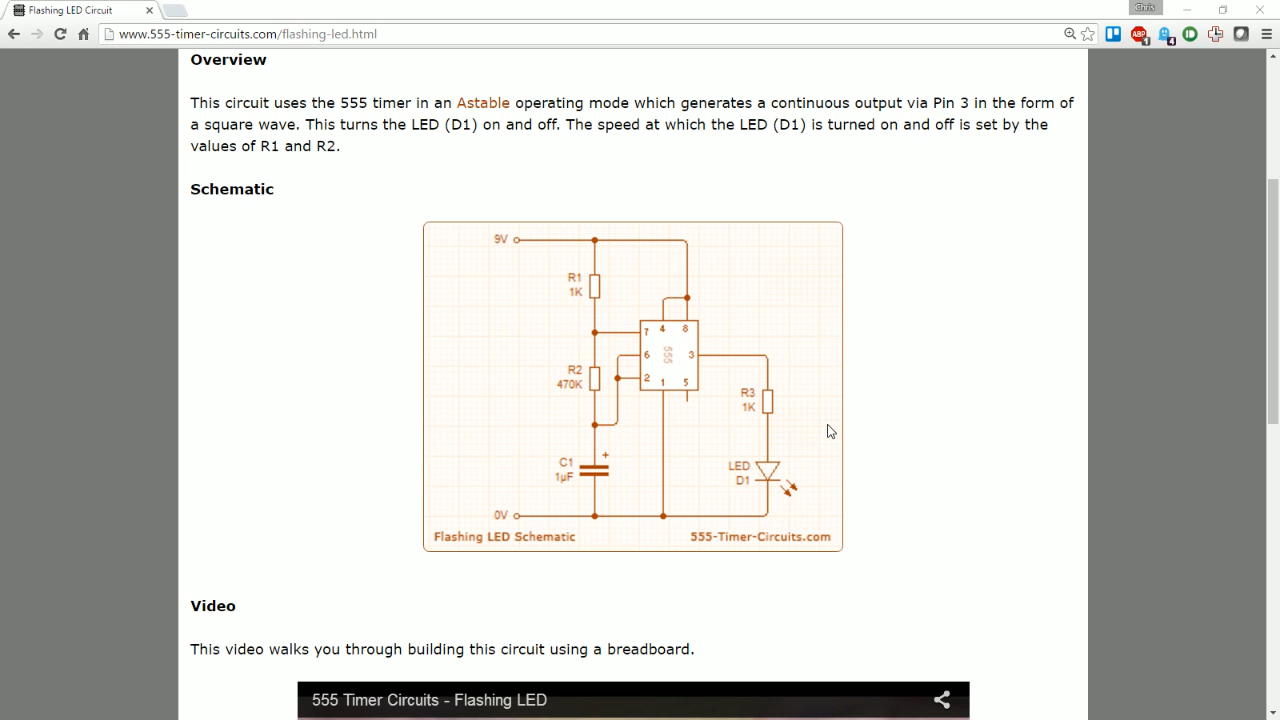 Flashing LED Circuit
Chris
www.555-timer-circuits.com/flashing-led.html
ABP
1
4
Overview
This circuit uses the 555 timer in an Astable operating mode which generates a continuous output via Pin 3 in the form of
a square wave. This turns the LED (D1) on and off. The speed at which the LED (D1) is turned on and off is set by the
values of R1 and R2.
Schematic
9V
R1
1K
7 4 8
6 555 3
2 1 5
R2
470K
R3
1K
C1 +
1µF
LED
D1
0V
Flashing LED Schematic 555-Timer-Circuits.com
Video
This video walks you through building this circuit using a breadboard.
555 Timer Circuits - Flashing LED